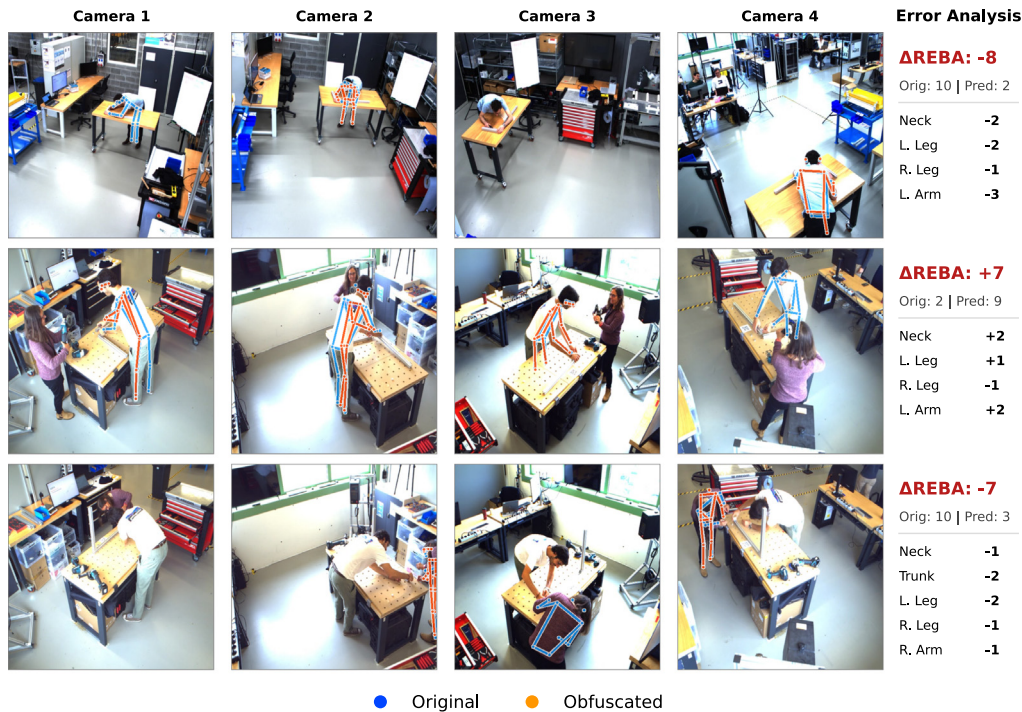 Camera 1
Camera 2
Camera 3
Camera 4
Error Analysis
ΔREBA: -8
Orig: 10 | Pred: 2
Neck -2
L. Leg -2
R. Leg -1
L. Arm -3
ΔREBA: +7
Orig: 2 | Pred: 9
Neck +2
L. Leg +1
R. Leg -1
L. Arm +2
ΔREBA: -7
Orig: 10 | Pred: 3
Neck -1
Trunk -2
L. Leg -2
R. Leg -1
R. Arm -1
Original
Obfuscated